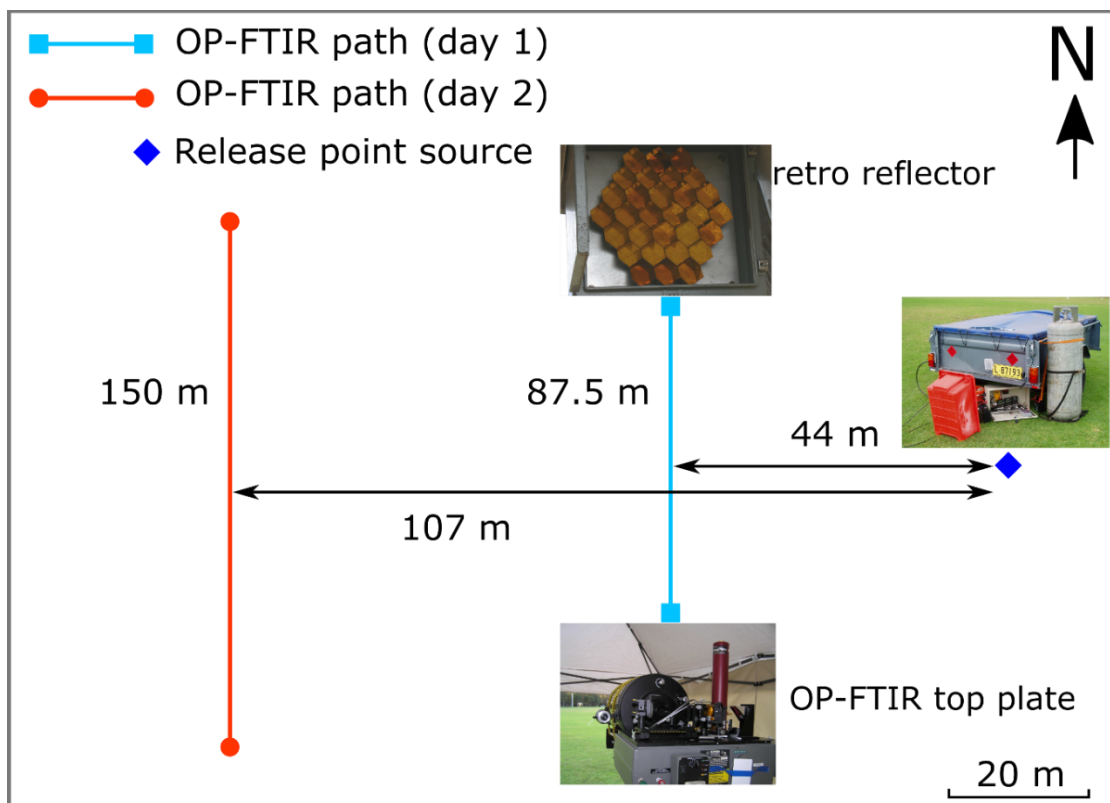 OP-FTIR path (day 1)
OP-FTIR path (day 2)
Release point source
N
retro reflector
150 m
87.5 m
44 m
107 m
L 87193
OP-FTIR top plate
20 m